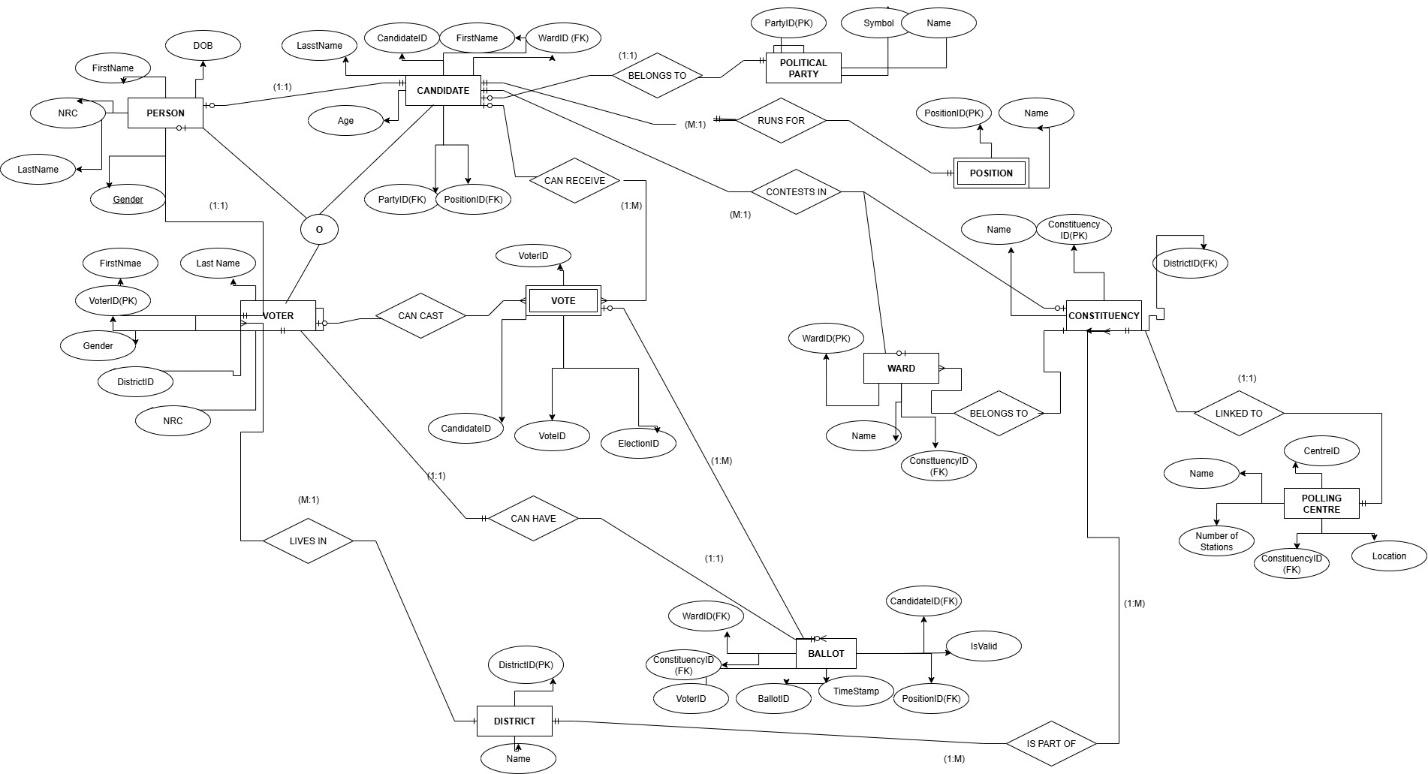 PartyID(PK)
Symbol
Name
DOB
LasstName
CandidateID
FirstName
WardID (FK)
(1:1)
FirstName
POLITICAL
PARTY
BELONGS TO
(1:1)
CANDIDATE
NRC
PERSON
Age
(M:1)
RUNS FOR
PositionID(PK)
Name
LastName
POSITION
CAN RECEIVE
Gender
PartyID(FK)
PositionID(FK)
CONTESTS IN
(1:1)
(1:M)
(M:1)
O
Name
Constituency
ID(PK)
FirstNmae
Last Name
VoterID
DistrictID(FK)
VoterID(PK)
VOTE
VOTER
CAN CAST
CONSTITUENCY
Gender
WardID(PK)
WARD
DistrictID
(1:1)
NRC
CandidateID
VoteID
ElectionID
Name
BELONGS TO
LINKED TO
(1:M)
ConsttuencyID
(FK)
CentreID
Name
(1:1)
POLLING
CENTRE
(M:1)
CAN HAVE
LIVES IN
Number of
Stations
ConstituencyID
(FK)
Location
(1:1)
CandidateID(FK)
(1:M)
WardID(FK)
IsValid
BALLOT
ConstituencyID
(FK)
DistrictID(PK)
VoterID
BallotID
TimeStamp
PositionID(FK)
DISTRICT
IS PART OF
Name
(1:M)